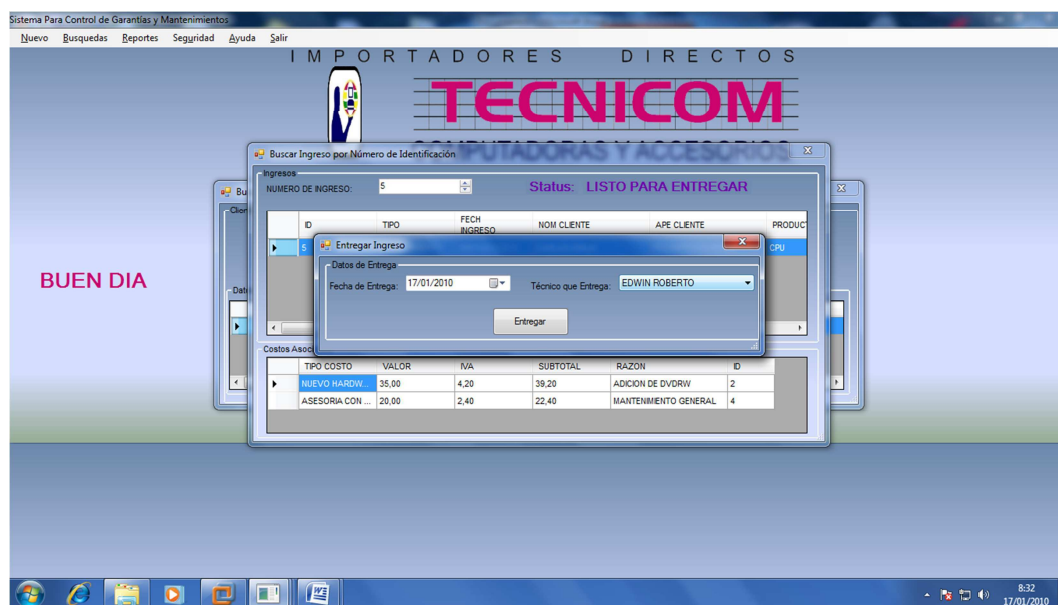 Sistema Para Control de Garantías y Mantenimientos
Nuevo Busquedas Reportes Seguridad Ayuda Salir
IMPORTADORES DIRECTOS
TECNICOM
COMPUTADORAS Y ACCESORIOS
Buscar Ingreso por Número de Identificación
Ingresos
NUMERO DE INGRESO: 5 Status: LISTO PARA ENTREGAR
Bu
Clien
ID TIPO FECH INGRESO NOM CLIENTE APE CLIENTE PRODUCT
5 CPU
Entregar Ingreso
Datos de Entrega
Fecha de Entrega: 17/01/2010 Técnico que Entrega: EDWIN ROBERTO
Entregar
BUEN DIA
Dat
Costos Asoci
TIPO COSTO VALOR IVA SUBTOTAL RAZON ID
NUEVO HARDW... 35,00 4,20 39,20 ADICION DE DVDRW 2
ASESORIA CON ... 20,00 2,40 22,40 MANTENIMIENTO GENERAL 4
8:32
17/01/2010